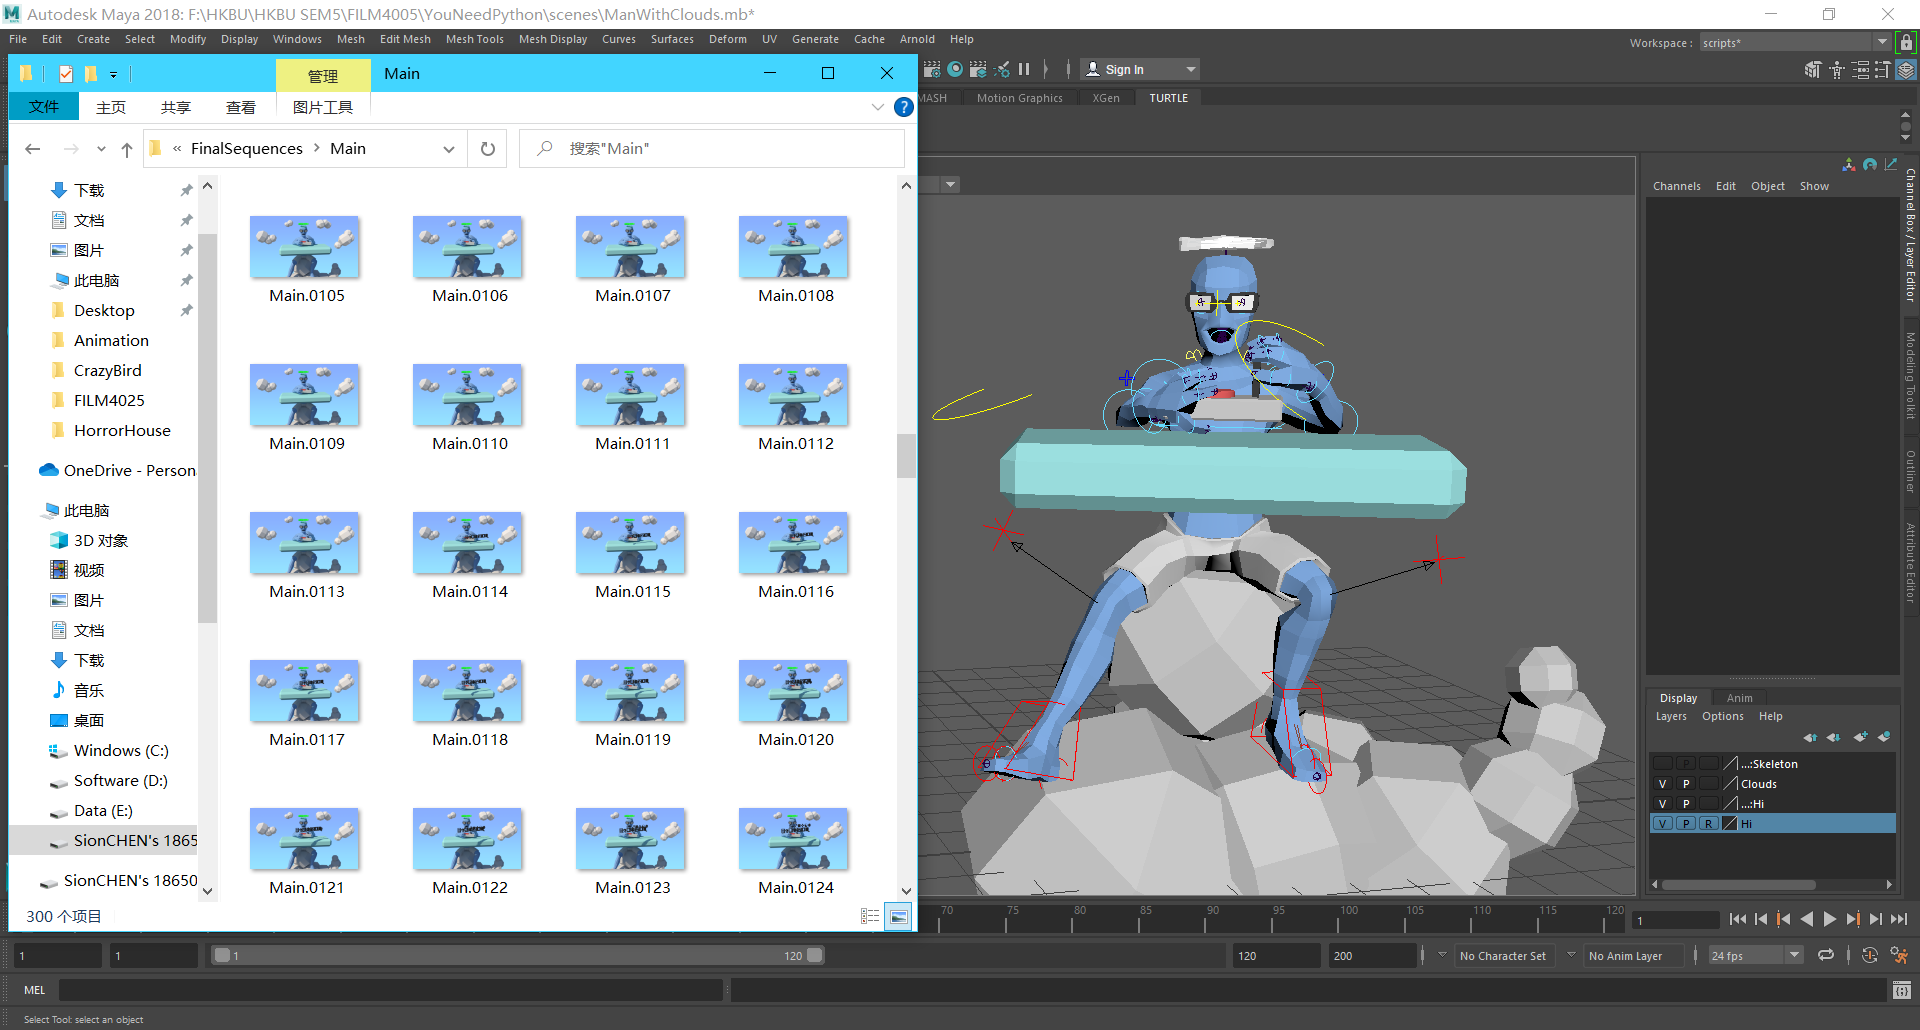 Autodesk Maya 2018: F:\HKBU\HKBU SEM5\FILM4005\YouNeedPython\scenes\ManWithClouds.mb*
File Edit Create Select Modify Display Windows Mesh Edit Mesh Mesh Tools Mesh Display Curves Surfaces Deform UV Generate Cache Arnold Help
Workspace : scripts*
管理 Main
Sign In
文件 主页 共享 查看 图片工具
MASH Motion Graphics XGen TURTLE
« FinalSequences > Main
搜索"Main"
Channels Edit Object Show
Channel Box / Layer Editor
Modeling Toolkit
Outliner
Attribute Editor
下载
文档
图片
此电脑
Desktop
Animation
CrazyBird
FILM4025
HorrorHouse
OneDrive - Person
此电脑
3D 对象
视频
图片
文档
下载
音乐
桌面
Windows (C:)
Software (D:)
Data (E:)
SionCHEN's 1865
SionCHEN's 18650
Main.0105 Main.0106 Main.0107 Main.0108
Main.0109 Main.0110 Main.0111 Main.0112
Main.0113 Main.0114 Main.0115 Main.0116
Main.0117 Main.0118 Main.0119 Main.0120
Main.0121 Main.0122 Main.0123 Main.0124
300 个项目
Display Anim
Layers Options Help
P ...:Skeleton
V P Clouds
V P ...:Hi
V P R Hi
70 75 80 85 90 95 100 105 110 115 120
1
1 1 1 120 120 200 No Character Set No Anim Layer 24 fps
MEL
Select Tool: select an object